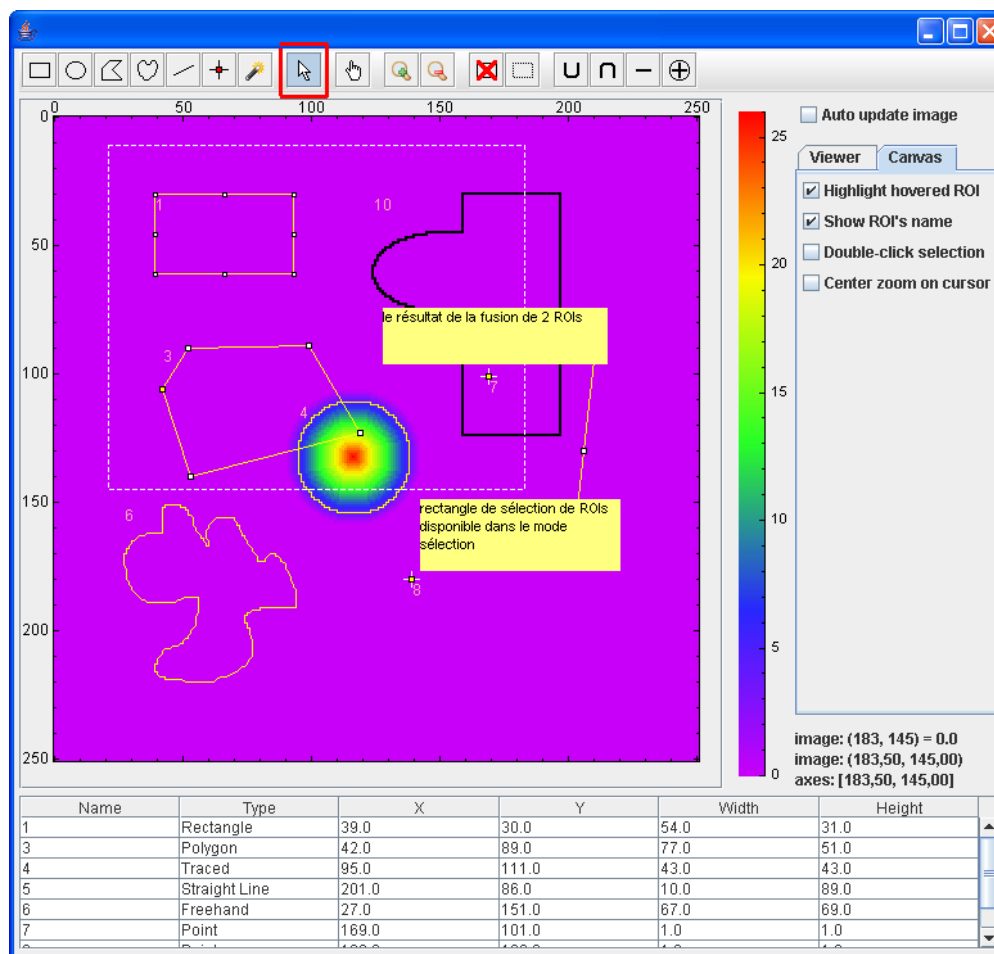 0 50 100 150 200 250
0
50
100
150
200
250
1
10
3
4
7
6
8
le résultat de la fusion de 2 ROIs
rectangle de sélection de ROIs
disponible dans le mode
sélection
25
20
15
10
5
0
Auto update image
Viewer Canvas
Highlight hovered ROI
Show ROI's name
Double-click selection
Center zoom on cursor
image: (183, 145) = 0.0
image: (183,50, 145,00)
axes: [183,50, 145,00]
Name Type X Y Width Height
1 Rectangle 39.0 30.0 54.0 31.0
3 Polygon 42.0 89.0 77.0 51.0
4 Traced 95.0 111.0 43.0 43.0
5 Straight Line 201.0 86.0 10.0 89.0
6 Freehand 27.0 151.0 67.0 69.0
7 Point 169.0 101.0 1.0 1.0